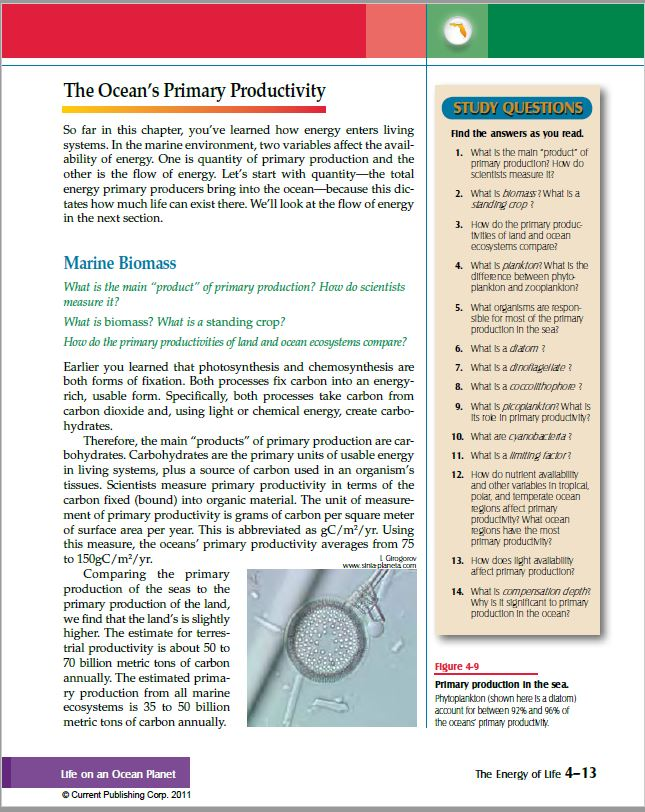 The Ocean's Primary Productivity
So far in this chapter, you've learned how energy enters living
systems. In the marine environment, two variables affect the avail-
ability of energy. One is quantity of primary production and the
other is the flow of energy. Let's start with quantity—the total
energy primary producers bring into the ocean—because this dic-
tates how much life can exist there. We'll look at the flow of energy
in the next section.
Marine Biomass
What is the main "product" of primary production? How do scientists
measure it?
What is biomass? What is a standing crop?
How do the primary productivities of land and ocean ecosystems compare?
Earlier you learned that photosynthesis and chemosynthesis are
both forms of fixation. Both processes fix carbon into an energy-
rich, usable form. Specifically, both processes take carbon from
carbon dioxide and, using light or chemical energy, create carbo-
hydrates.
Therefore, the main "products" of primary production are car-
bohydrates. Carbohydrates are the primary units of usable energy
in living systems, plus a source of carbon used in an organism's
tissues. Scientists measure primary productivity in terms of the
carbon fixed (bound) into organic material. The unit of measure-
ment of primary productivity is grams of carbon per square meter
of surface area per year. This is abbreviated as gC/m²/yr. Using
this measure, the oceans' primary productivity averages from 75
to 150gC/m²/yr.
Comparing the primary
production of the seas to the
primary production of the land,
we find that the land's is slightly
higher. The estimate for terres-
trial productivity is about 50 to
70 billion metric tons of carbon
annually. The estimated prima-
ry production from all marine
ecosystems is 35 to 50 billion
metric tons of carbon annually.
www.sinia-planeta.com
STUDY QUESTIONS
Find the answers as you read.
1. What is the main "product" of
primary production? How do
scientists measure it?
2. What is biomass? What is a
standing crop?
3. How do the primary produc-
tivities of land and ocean
ecosystems compare?
4. What is plankton? What is the
difference between phyto-
plankton and zooplankton?
5. What organisms are respon-
sible for most of the primary
production in the sea?
6. What is a diatom ?
7. What is a dinoflagellate ?
8. What is a coccolithophore ?
9. What is picoplankton? What is
its role in primary productivity?
10. What are cyanobacteria ?
11. What is a limiting factor?
12. How do nutrient availability
and other variables in tropical,
polar, and temperate ocean
regions affect primary
productivity? What ocean
regions have the most
primary productivity?
13. How does light availability
affect primary production?
14. What is compensation depth?
Why is it significant to primary
production in the ocean?
Figure 4-9
Primary production in the sea.
Phytoplankton (shown here is a diatom)
account for between 92% and 96% of
the oceans' primary productivity.
Life on an Ocean Planet
The Energy of Life 4–13
© Current Publishing Corp. 2011